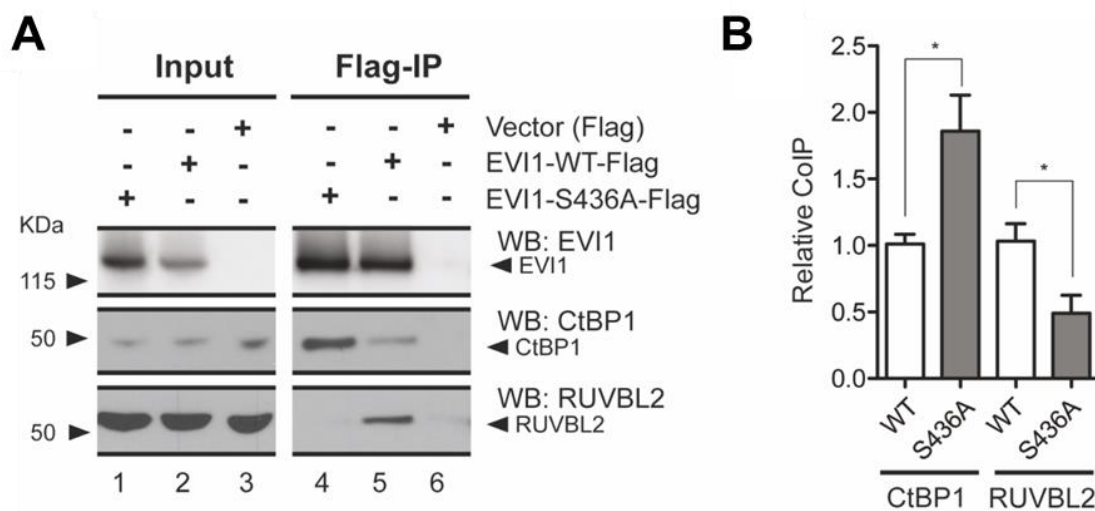 A
Input Flag-IP
- - + - - + Vector (Flag)
- + - - + - EVI1-WT-Flag
+ - - + - - EVI1-S436A-Flag
KDa
WB: EVI1
EVI1
115
WB: CtBP1
50
CtBP1
WB: RUVBL2
RUVBL2
50
1 2 3 4 5 6
B
2.5
2.0
1.5
1.0
0.5
0.0
Relative CoIP
*
*
WT S436A WT S436A
CtBP1 RUVBL2